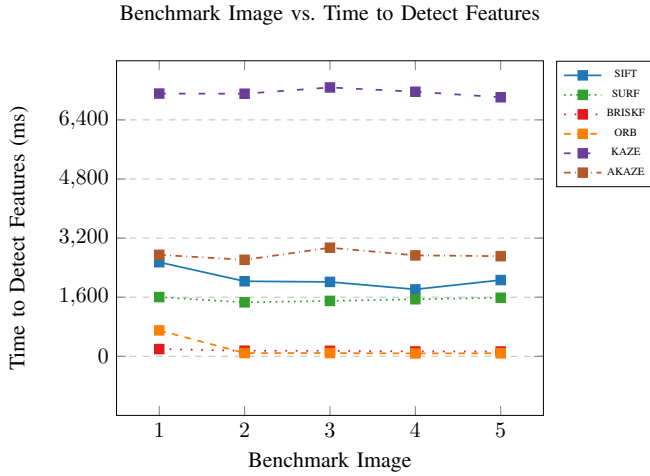 Benchmark Image vs. Time to Detect Features
Time to Detect Features (ms)
6,400
4,800
3,200
1,600
0
1 2 3 4 5
Benchmark Image
SIFT
SURF
BRISKF
ORB
KAZE
AKAZE